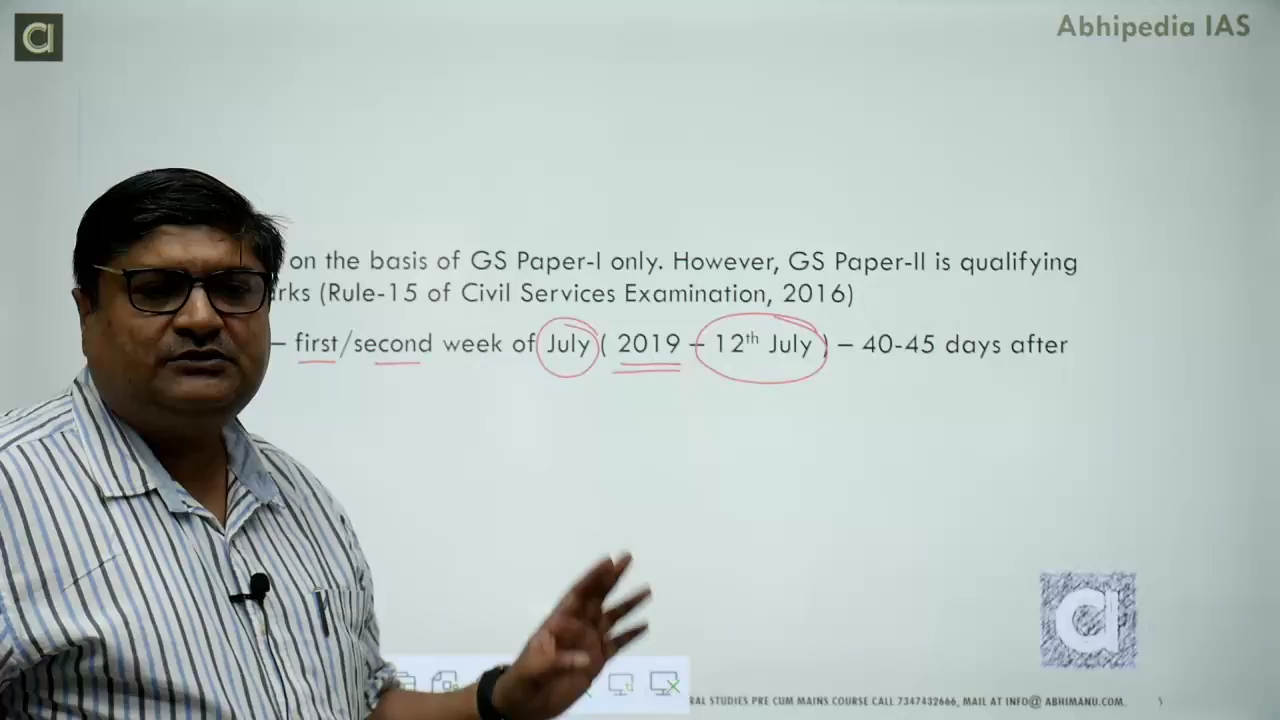 Abhipedia IAS
on the basis of GS Paper-I only. However, GS Paper-II is qualifying
rks (Rule-15 of Civil Services Examination, 2016)
– first/second week of July ( 2019 – 12th July ) – 40-45 days after
RAL STUDIES PRE CUM MAINS COURSE CALL 7347432666, MAIL AT INFO@ ABHIMANU.COM.